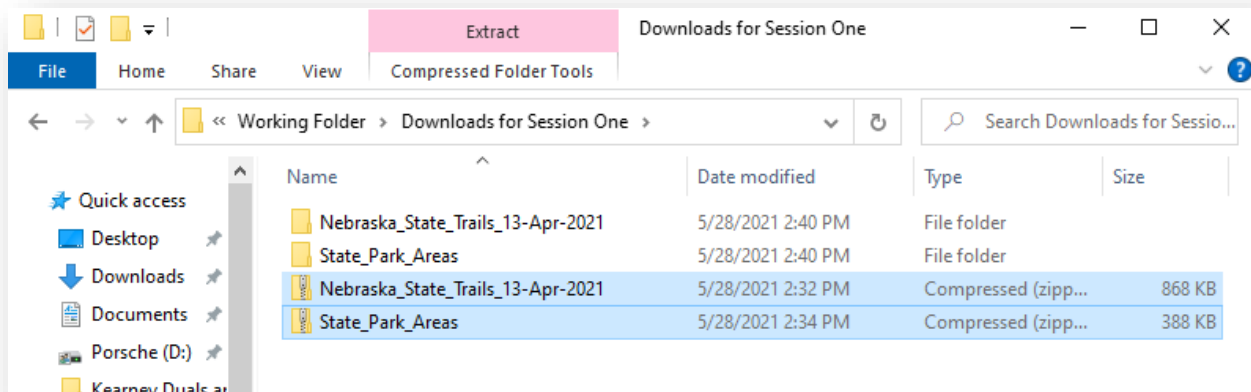 Extract Downloads for Session One
File Home Share View Compressed Folder Tools ?
« Working Folder > Downloads for Session One > Search Downloads for Sessio...
Name Date modified Type Size
Quick access
Desktop
Downloads
Documents
Porsche (D:)
Kearney Duals ar
Nebraska_State_Trails_13-Apr-2021 5/28/2021 2:40 PM File folder
State_Park_Areas 5/28/2021 2:40 PM File folder
Nebraska_State_Trails_13-Apr-2021 5/28/2021 2:32 PM Compressed (zipp... 868 KB
State_Park_Areas 5/28/2021 2:34 PM Compressed (zipp... 388 KB